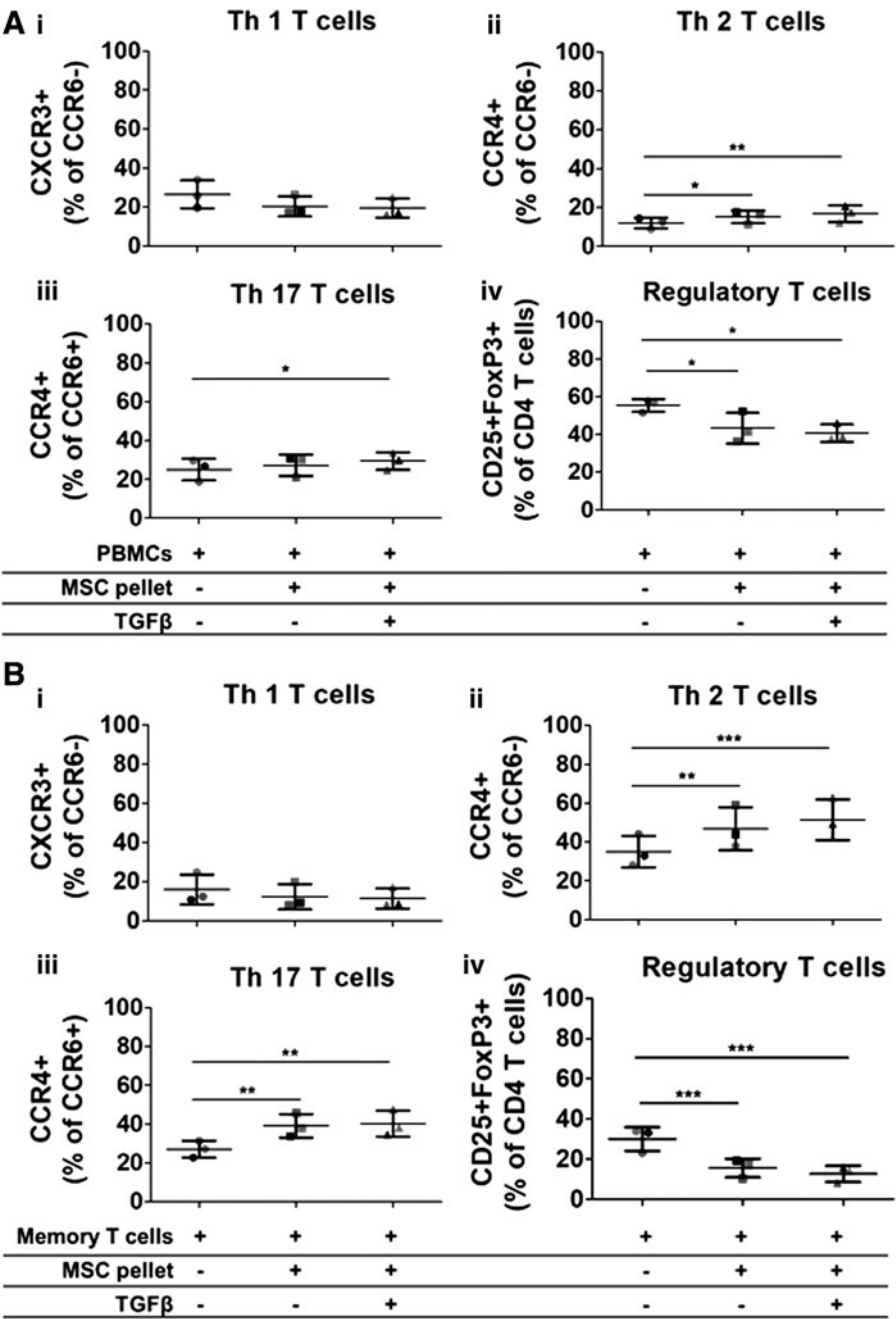 A
i
Th 1 T cells
CXCR3+
(% of CCR6-)
100
80
60
40
20
0
ii
Th 2 T cells
CCR4+
(% of CCR6-)
100
80
60
40
20
0
**
*
iii
Th 17 T cells
CCR4+
(% of CCR6+)
100
80
60
40
20
0
*
iv
Regulatory T cells
CD25+FoxP3+
(% of CD4 T cells)
100
80
60
40
20
0
*
*
PBMCs + + + + + +
MSC pellet - + + - + +
TGFβ - - + - - +
B
i
Th 1 T cells
CXCR3+
(% of CCR6-)
100
80
60
40
20
0
ii
Th 2 T cells
CCR4+
(% of CCR6-)
100
80
60
40
20
0
***
**
iii
Th 17 T cells
CCR4+
(% of CCR6+)
100
80
60
40
20
0
**
**
iv
Regulatory T cells
CD25+FoxP3+
(% of CD4 T cells)
100
80
60
40
20
0
***
***
Memory T cells + + + + + +
MSC pellet - + + - + +
TGFβ - - + - - +